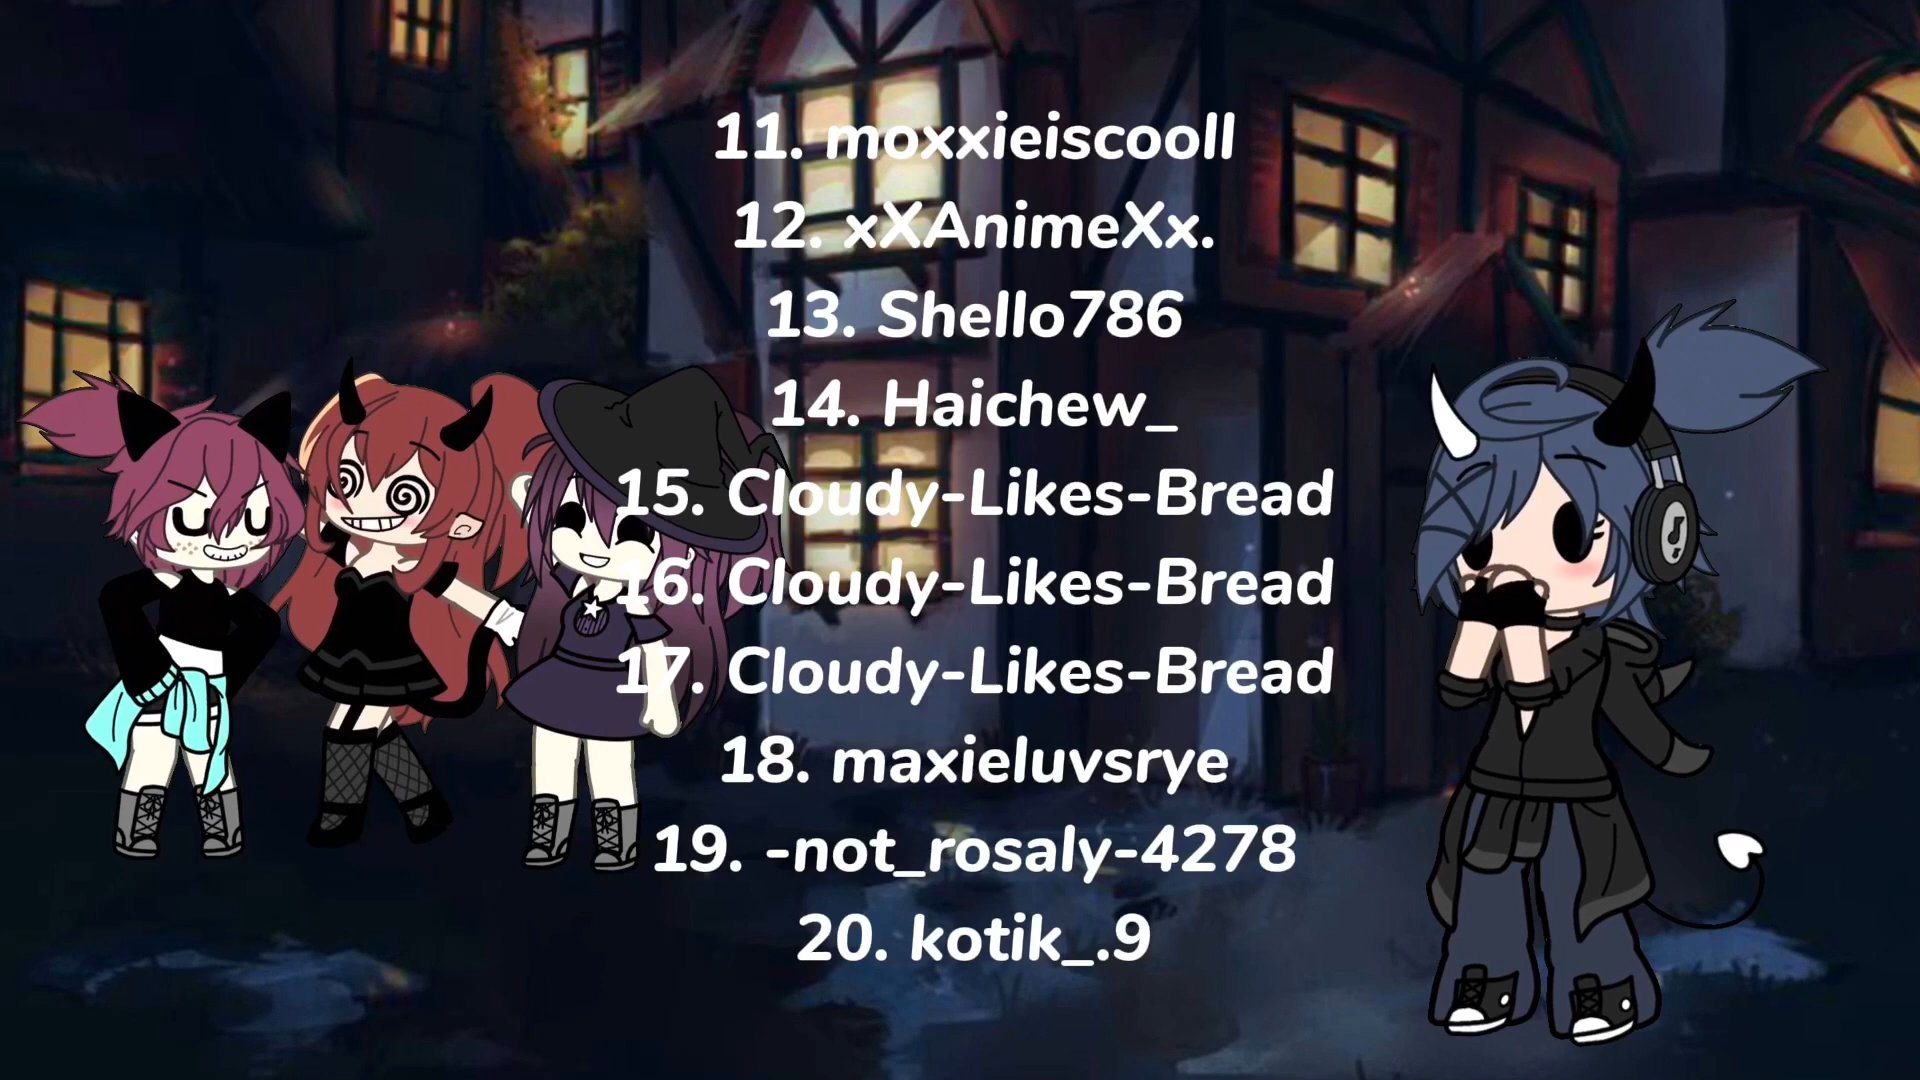 11. moxxieiscooll
12. xXAnimeXx.
13. Shello786
14. Haichew_
15. Cloudy-Likes-Bread
16. Cloudy-Likes-Bread
17. Cloudy-Likes-Bread
18. maxieluvsrye
19. -not_rosaly-4278
20. kotik_.9